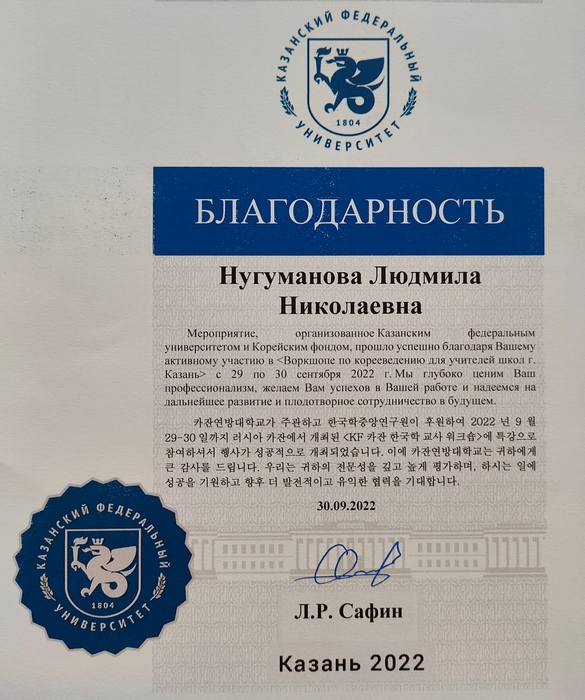 КАЗАНСКИЙ ФЕДЕРАЛЬНЫЙ
1804
УНИВЕРСИТЕТ
БЛАГОДАРНОСТЬ
Нугуманова Людмила
Николаевна
Мероприятие, организованное Казанским федеральным
университетом и Корейским фондом, прошло успешно благодаря Вашему
активному участию в <Воркшопе по корееведению для учителей школ г.
Казань> с 29 по 30 сентября 2022 г. Мы глубоко ценим Ваш
профессионализм, желаем Вам успехов в Вашей работе и надеемся на
дальнейшее развитие и плодотворное сотрудничество в будущем.
카잔연방대학교가 주관하고 한국학중앙연구원이 후원하여 2022 년 9 월
29-30 일까지 러시아 카잔에서 개최된 <KF 카잔 한국학 교사 워크숍>에 특강으로
참여하셔서 행사가 성공적으로 개최되었습니다. 이에 카잔연방대학교는 귀하에게
큰 감사를 드립니다. 우리는 귀하의 전문성을 깊고 높게 평가하며, 하시는 일에
성공을 기원하고 향후 더 발전적이고 유익한 협력을 기대합니다.
30.09.2022
КАЗАНСКИЙ ФЕДЕРАЛЬНЫЙ
1804
УНИВЕРСИТЕТ
Л.Р. Сафин
Казань 2022